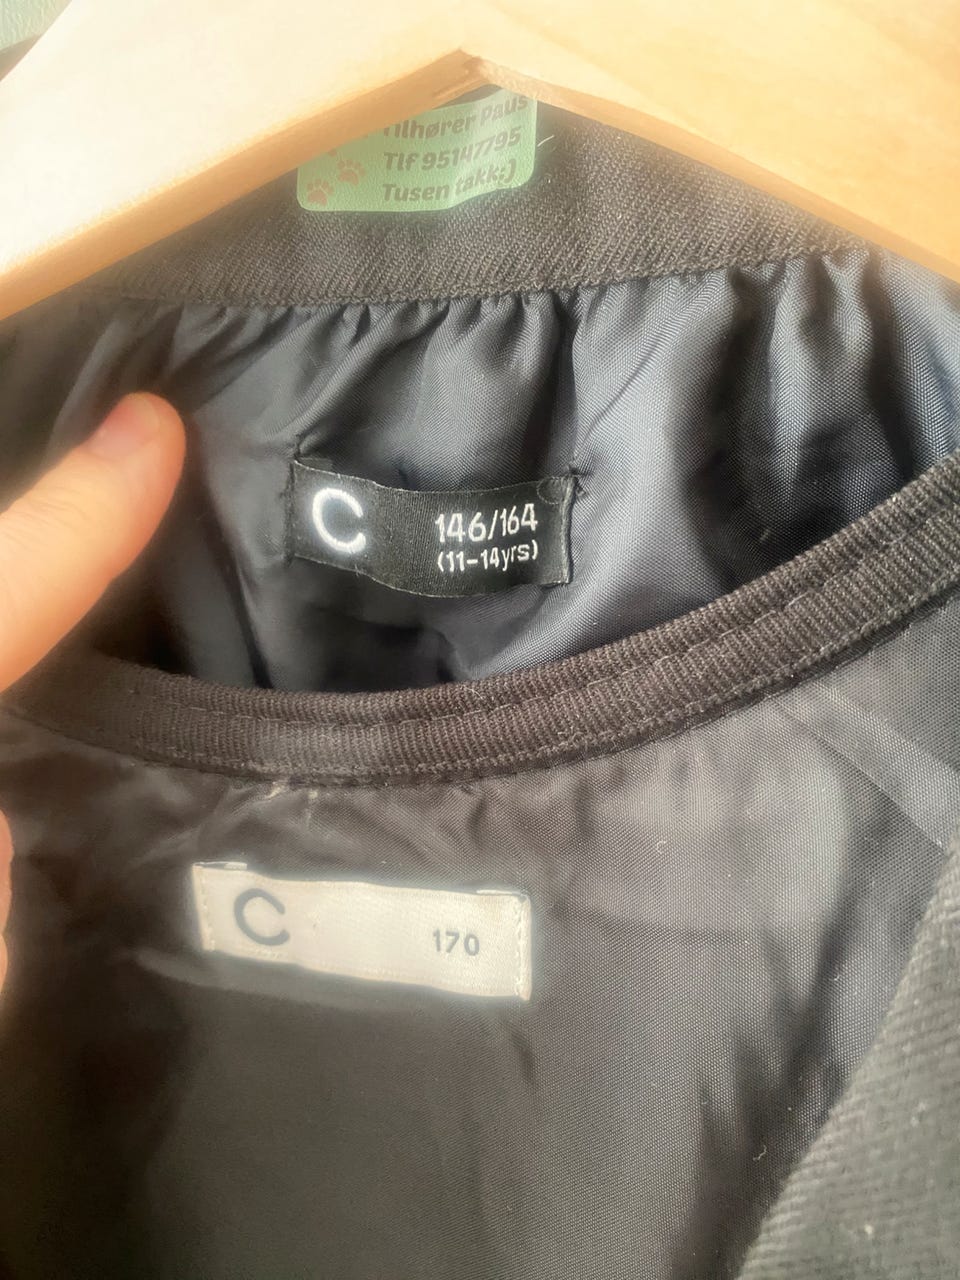 Tilhører Paus
Tlf 95147795
Tusen takk:)
C 146/164
(11-14yrs)
C 170